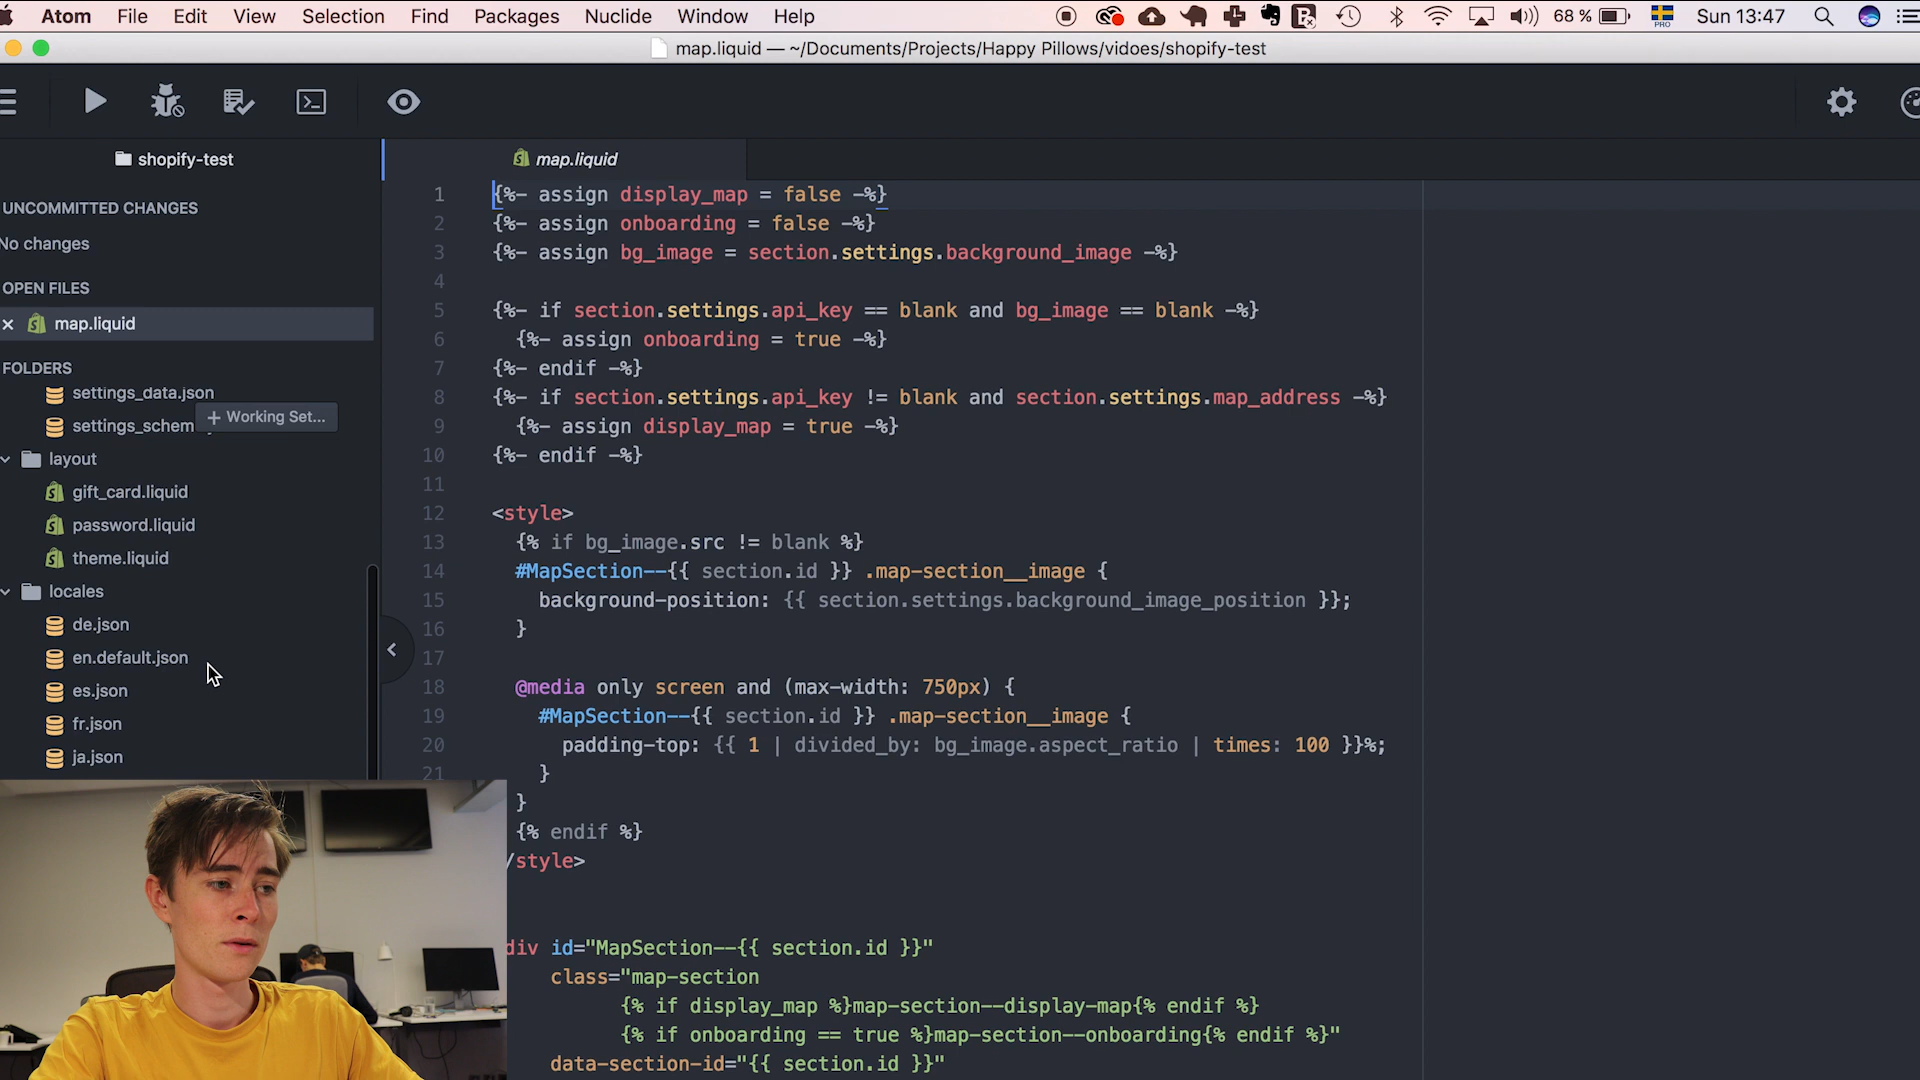 Atom File Edit View Selection Find Packages Nuclide Window Help 68 % PRO Sun 13:47
map.liquid — ~/Documents/Projects/Happy Pillows/vidoes/shopify-test
shopify-test
UNCOMMITTED CHANGES
No changes
OPEN FILES
map.liquid
FOLDERS
settings_data.json
settings_schem
+ Working Set...
layout
gift_card.liquid
password.liquid
theme.liquid
locales
de.json
en.default.json
es.json
fr.json
ja.json
map.liquid
1 {%- assign display_map = false -%}
2 {%- assign onboarding = false -%}
3 {%- assign bg_image = section.settings.background_image -%}
4
5 {%- if section.settings.api_key == blank and bg_image == blank -%}
6 {%- assign onboarding = true -%}
7 {%- endif -%}
8 {%- if section.settings.api_key != blank and section.settings.map_address -%}
9 {%- assign display_map = true -%}
10 {%- endif -%}
11
12 <style>
13 {% if bg_image.src != blank %}
14 #MapSection--{{ section.id }} .map-section__image {
15 background-position: {{ section.settings.background_image_position }};
16 }
17
18 @media only screen and (max-width: 750px) {
19 #MapSection--{{ section.id }} .map-section__image {
20 padding-top: {{ 1 | divided_by: bg_image.aspect_ratio | times: 100 }}%;
21 }
}
{% endif %}
/style>
div id="MapSection--{{ section.id }}"
class="map-section
{% if display_map %}map-section--display-map{% endif %}
{% if onboarding == true %}map-section--onboarding{% endif %}"
data-section-id="{{ section.id }}"